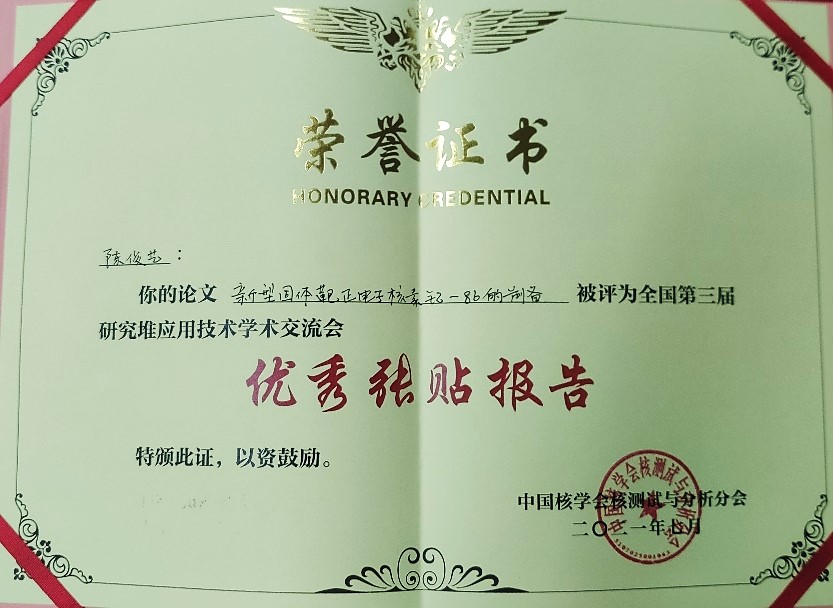 荣誉证书
HONORARY CREDENTIAL
陈俊艺:
你的论文 新型固体靶正电子核素钇-86的制备 被评为全国第三届
研究堆应用技术学术交流会
优秀张贴报告
特颁此证，以资鼓励。
中国核学会核测试与分析分会
二〇二一年七月